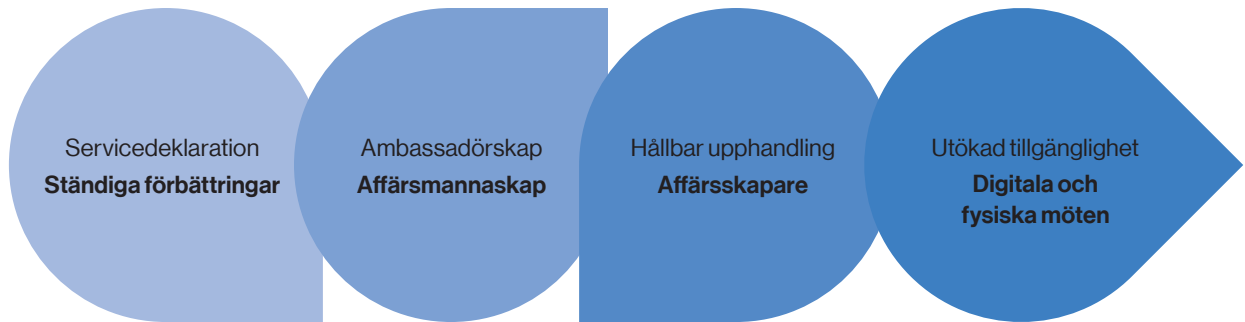 Servicedeklaration
Ständiga förbättringar
Ambassadörskap
Affärsmannaskap
Hållbar upphandling
Affärsskapare
Utökad tillgänglighet
Digitala och
fysiska möten